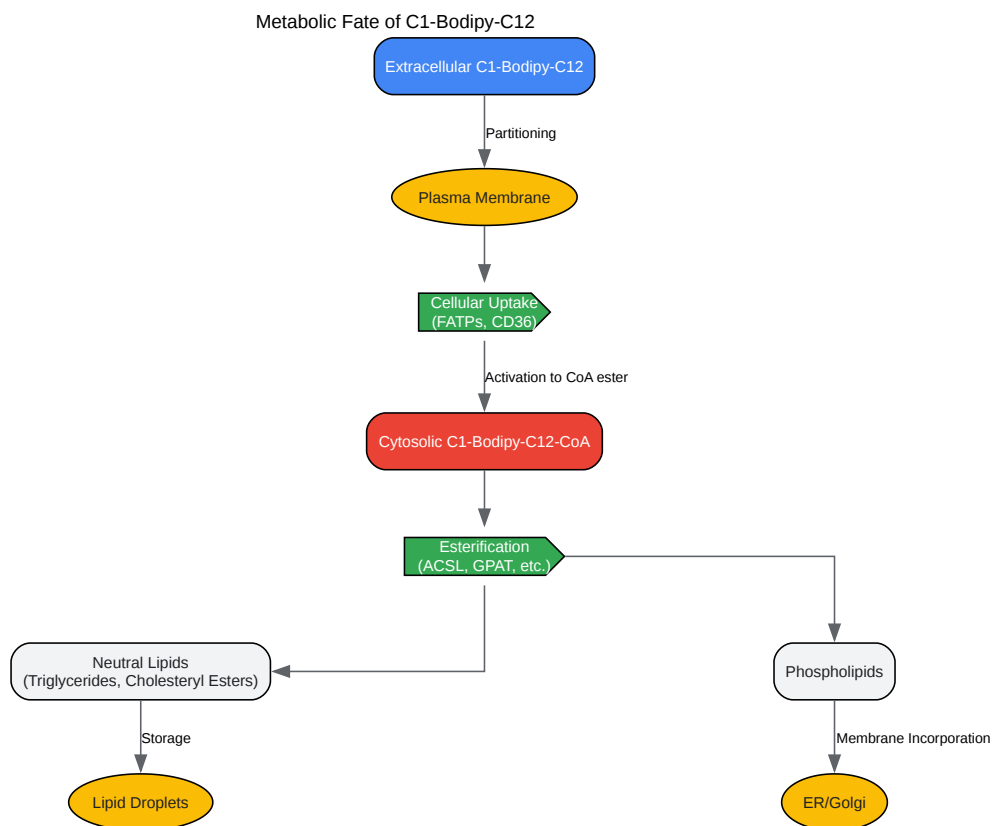 Metabolic Fate of C1-Bodipy-C12
Extracellular C1-Bodipy-C12
Partitioning
Plasma Membrane
Cellular Uptake
(FATPs, CD36)
Activation to CoA ester
Cytosolic C1-Bodipy-C12-CoA
Esterification
(ACSL, GPAT, etc.)
Neutral Lipids
(Triglycerides, Cholesteryl Esters)
Phospholipids
Storage
Membrane Incorporation
Lipid Droplets
ER/Golgi